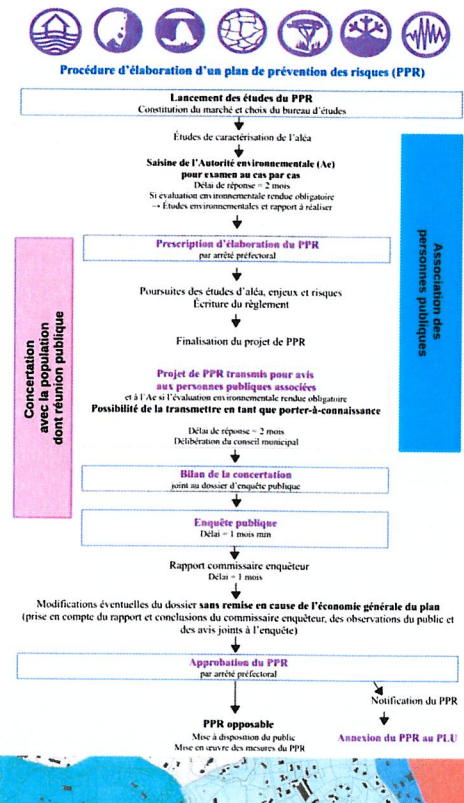 Procédure d'élaboration d'un plan de prévention des risques (PPR)
Lancement des études du PPR
Constitution du marché et choix du bureau d'études
Études de caractérisation de l'aléa
Saisine de l'Autorité environnementale (Ae)
pour examen au cas par cas
Délai de réponse = 2 mois
Si évaluation environnementale rendue obligatoire
→ Études environnementales et rapport à réaliser
Prescription d'élaboration du PPR
par arrêté préfectoral
Poursuites des études d'aléa, enjeux et risques
Écriture du règlement
Finalisation du projet de PPR
Projet de PPR transmis pour avis
aux personnes publiques associées
et à l'Ae si l'évaluation environnementale rendue obligatoire
Possibilité de la transmettre en tant que porter-à-connaissance
Délai de réponse = 2 mois
Délibération du conseil municipal
Bilan de la concertation
joint au dossier d'enquête publique
Enquête publique
Délai = 1 mois mm
Rapport commissaire enquêteur
Délai = 1 mois
Modifications éventuelles du dossier sans remise en cause de l'économie générale du plan
(prise en compte du rapport et conclusions du commissaire enquêteur, des observations du public et
des avis joints à l'enquête)
Approbation du PPR
par arrêté préfectoral
Notification du PPR
PPR opposable
Mise à disposition du public
Mise en œuvre des mesures du PPR
Annexion du PPR au PLU
Concertation
avec la population
dont réunion publique
Association des
personnes publiques